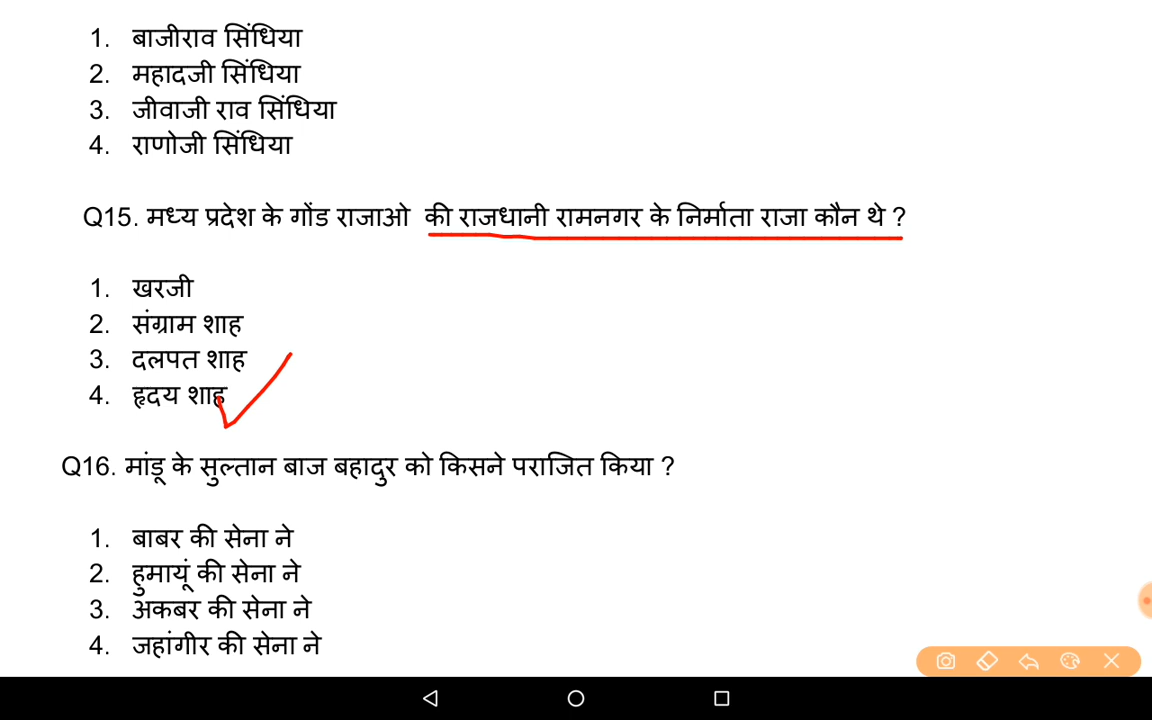 1. बाजीराव सिंधिया
2. महादजी सिंधिया
3. जीवाजी राव सिंधिया
4. राणोजी सिंधिया
Q15. मध्य प्रदेश के गोंड राजाओ की राजधानी रामनगर के निर्माता राजा कौन थे ?
1. खरजी
2. संग्राम शाह
3. दलपत शाह
4. हृदय शाह
Q16. मांडू के सुल्तान बाज बहादुर को किसने पराजित किया ?
1. बाबर की सेना ने
2. हुमायूं की सेना ने
3. अकबर की सेना ने
4. जहांगीर की सेना ने